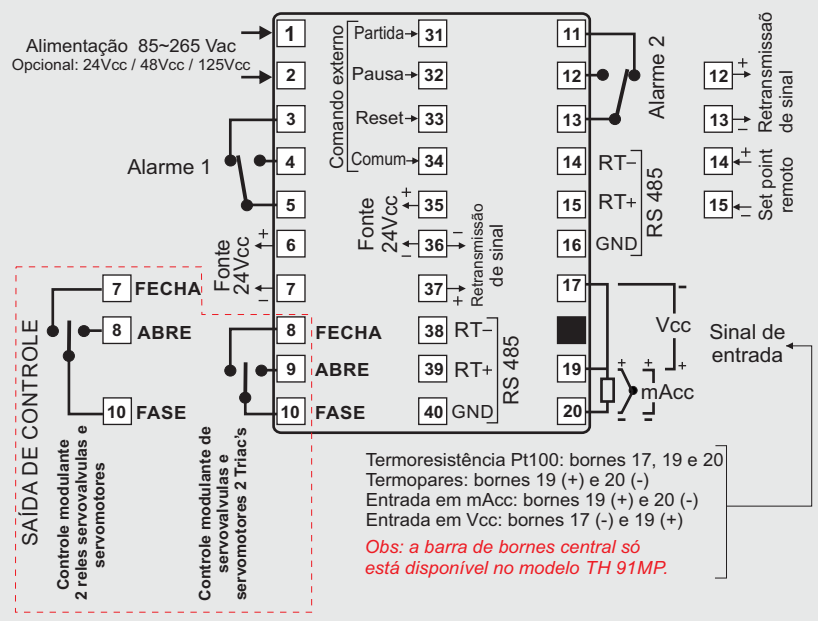 Alimentação 85~265 Vac
Opcional: 24Vcc / 48Vcc / 125Vcc
1
2
3
4
5
6
7
8
9
10
Alarme 1
Fonte
24Vcc
+
–
FECHA
ABRE
FASE
Comando externo
Partida
31
Pausa
32
Reset
33
Comum
34
Fonte
24Vcc
+
–
35
36
37
–
+
Retransmissão
de sinal
38
RT–
39
RT+
40
GND
RS 485
11
12
13
Alarme 2
14
RT–
15
RT+
16
GND
RS 485
17
19
20
12
+
13
–
Retransmissaõ
de sinal
14
+
15
–
Set point
remoto
-
Vcc
+
+
+
mAcc
-
-
Sinal de
entrada
SAÍDA DE CONTROLE
7
FECHA
8
ABRE
10
FASE
Controle modulante
2 reles servovalvulas e
servomotores
Controle modulante de
servovalvulas e
servomotores 2 Triac's
Termoresistência Pt100: bornes 17, 19 e 20
Termopares: bornes 19 (+) e 20 (-)
Entrada em mAcc: bornes 19 (+) e 20 (-)
Entrada em Vcc: bornes 17 (-) e 19 (+)
Obs: a barra de bornes central só
está disponível no modelo TH 91MP.